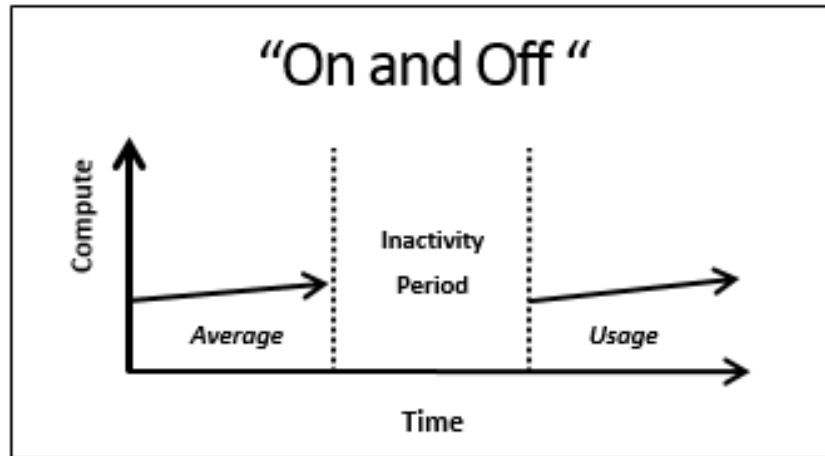 “On and Off “
Compute
Inactivity
Period
Average
Usage
Time